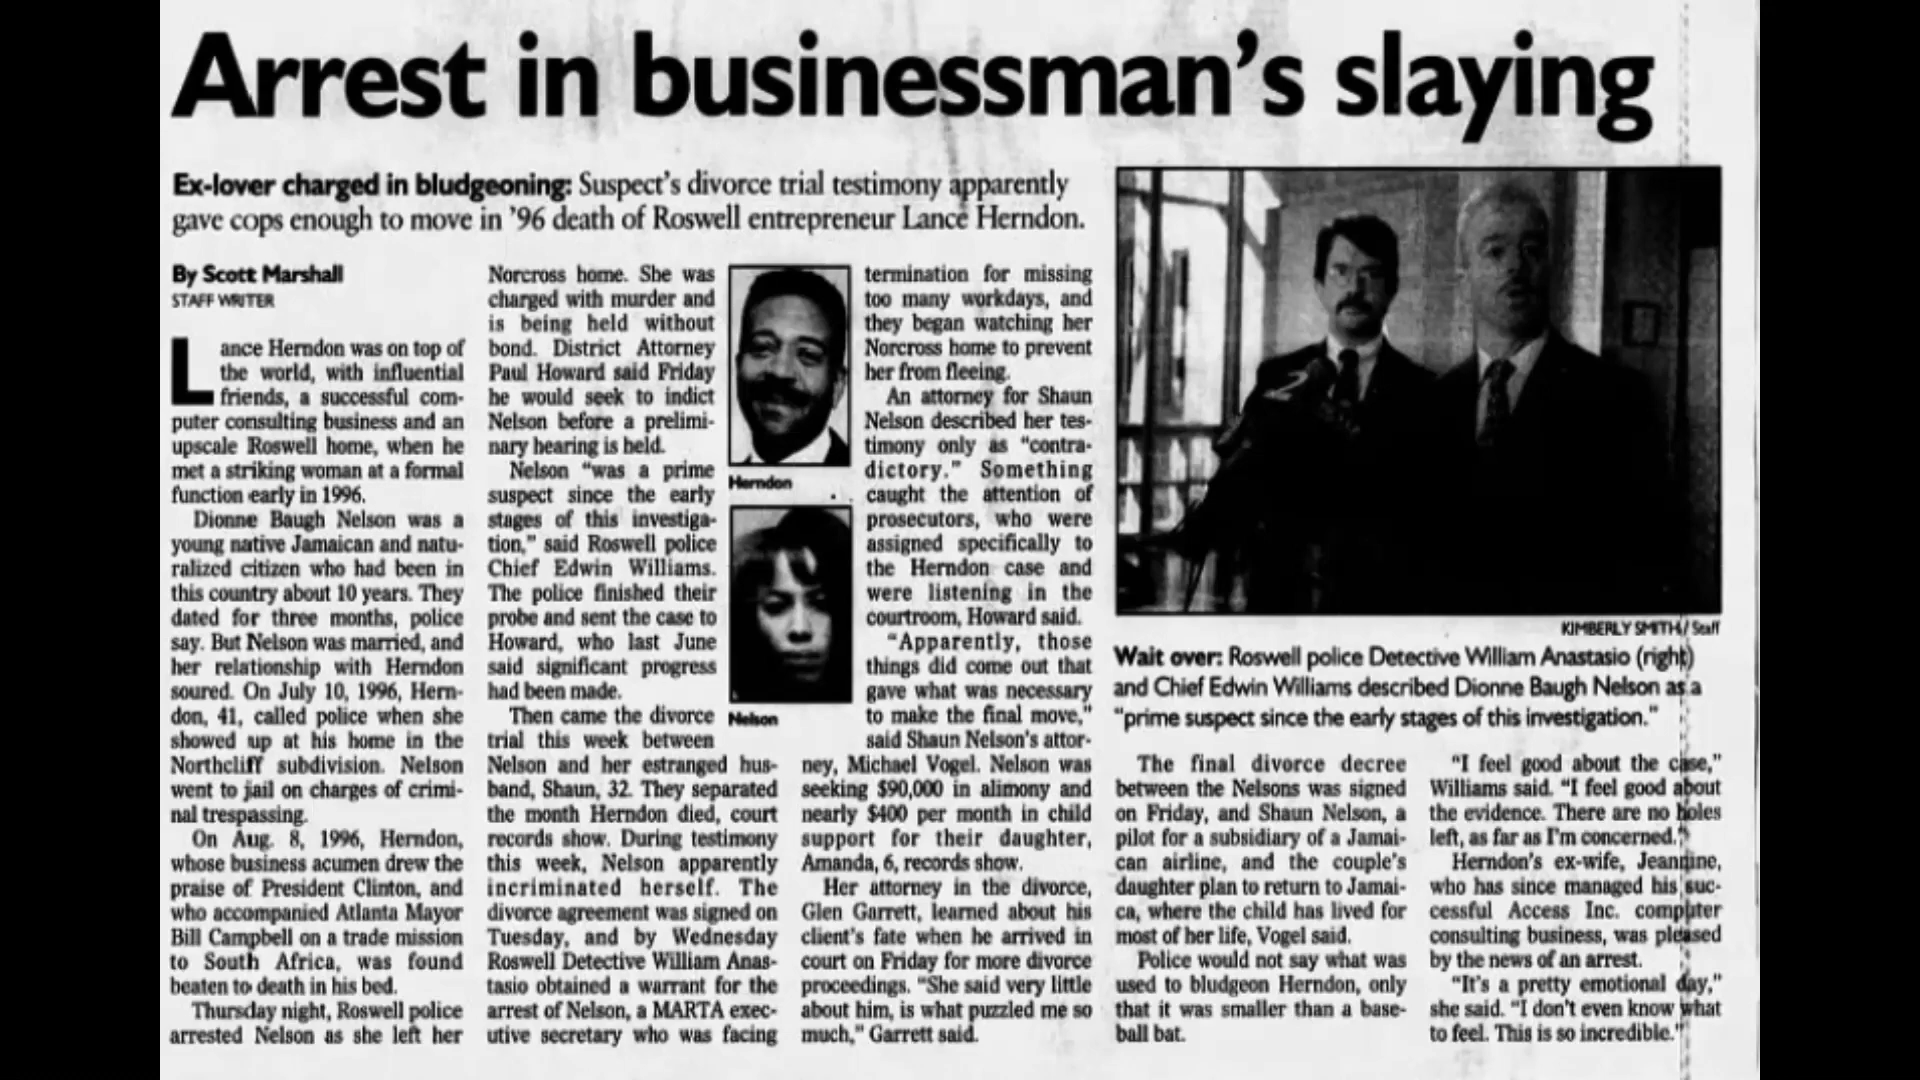 Arrest in businessman's slaying
Ex-lover charged in bludgeoning: Suspect's divorce trial testimony apparently
gave cops enough to move in '96 death of Roswell entrepreneur Lance Herndon.
By Scott Marshall
STAFF WRITER
Lance Herndon was on top of
the world, with influential
friends, a successful com-
puter consulting business and an
upscale Roswell home, when he
met a striking woman at a formal
function early in 1996.
Dionne Baugh Nelson was a
young native Jamaican and natu-
ralized citizen who had been in
this country about 10 years. They
dated for three months, police
say. But Nelson was married, and
her relationship with Herndon
soured. On July 10, 1996, Hern-
don, 41, called police when she
showed up at his home in the
Northcliff subdivision. Nelson
went to jail on charges of crimi-
nal trespassing.
On Aug. 8, 1996, Herndon,
whose business acumen drew the
praise of President Clinton, and
who accompanied Atlanta Mayor
Bill Campbell on a trade mission
to South Africa, was found
beaten to death in his bed.
Thursday night, Roswell police
arrested Nelson as she left her
Norcross home. She was
charged with murder and
is being held without
bond. District Attorney
Paul Howard said Friday
he would seek to indict
Nelson before a prelimi-
nary hearing is held.
Nelson "was a prime
suspect since the early
stages of this investiga-
tion," said Roswell police
Chief Edwin Williams.
The police finished their
probe and sent the case to
Howard, who last June
said significant progress
had been made.
Then came the divorce
trial this week between
Nelson and her estranged hus-
band, Shaun, 32. They separated
the month Herndon died, court
records show. During testimony
this week, Nelson apparently
incriminated herself. The
divorce agreement was signed on
Tuesday, and by Wednesday
Roswell Detective William Anas-
tasio obtained a warrant for the
arrest of Nelson, a MARTA exec-
utive secretary who was facing
Herndon
Nelson
termination for missing
too many workdays, and
they began watching her
Norcross home to prevent
her from fleeing.
An attorney for Shaun
Nelson described her tes-
timony only as "contra-
dictory." Something
caught the attention of
prosecutors, who were
assigned specifically to
the Herndon case and
were listening in the
courtroom, Howard said.
"Apparently, those
things did come out that
gave what was necessary
to make the final move,"
said Shaun Nelson's attor-
ney, Michael Vogel. Nelson was
seeking $90,000 in alimony and
nearly $400 per month in child
support for their daughter,
Amanda, 6, records show.
Her attorney in the divorce,
Glen Garrett, learned about his
client's fate when he arrived in
court on Friday for more divorce
proceedings. "She said very little
about him, is what puzzled me so
much," Garrett said.
2
KIMBERLY SMITH / Staff
Wait over: Roswell police Detective William Anastasio (right)
and Chief Edwin Williams described Dionne Baugh Nelson as a
"prime suspect since the early stages of this investigation."
The final divorce decree
between the Nelsons was signed
on Friday, and Shaun Nelson, a
pilot for a subsidiary of a Jamai-
can airline, and the couple's
daughter plan to return to Jamai-
ca, where the child has lived for
most of her life, Vogel said.
Police would not say what was
used to bludgeon Herndon, only
that it was smaller than a base-
ball bat.
"I feel good about the case,"
Williams said. "I feel good about
the evidence. There are no holes
left, as far as I'm concerned."
Herndon's ex-wife, Jeannine,
who has since managed his suc-
cessful Access Inc. computer
consulting business, was pleased
by the news of an arrest.
"It's a pretty emotional day,"
she said. "I don't even know what
to feel. This is so incredible."